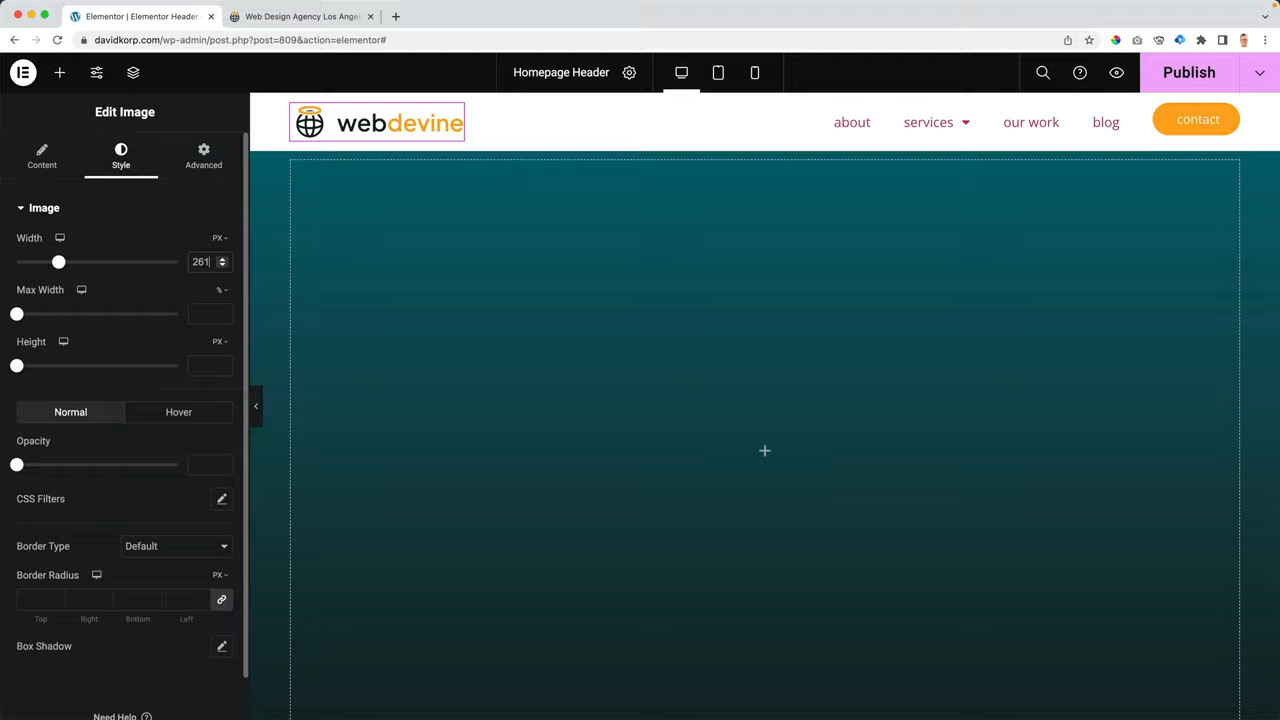 Elementor | Elementor Header
Web Design Agency Los Angel
davidkorp.com/wp-admin/post.php?post=809&action=elementor#
Homepage Header
Publish
Edit Image
Content
Style
Advanced
Image
Width
PX
261
Max Width
%
Height
PX
Normal
Hover
Opacity
CSS Filters
Border Type
Default
Border Radius
PX
Top
Right
Bottom
Left
Box Shadow
Need Help
webdevine
about
services
our work
blog
contact